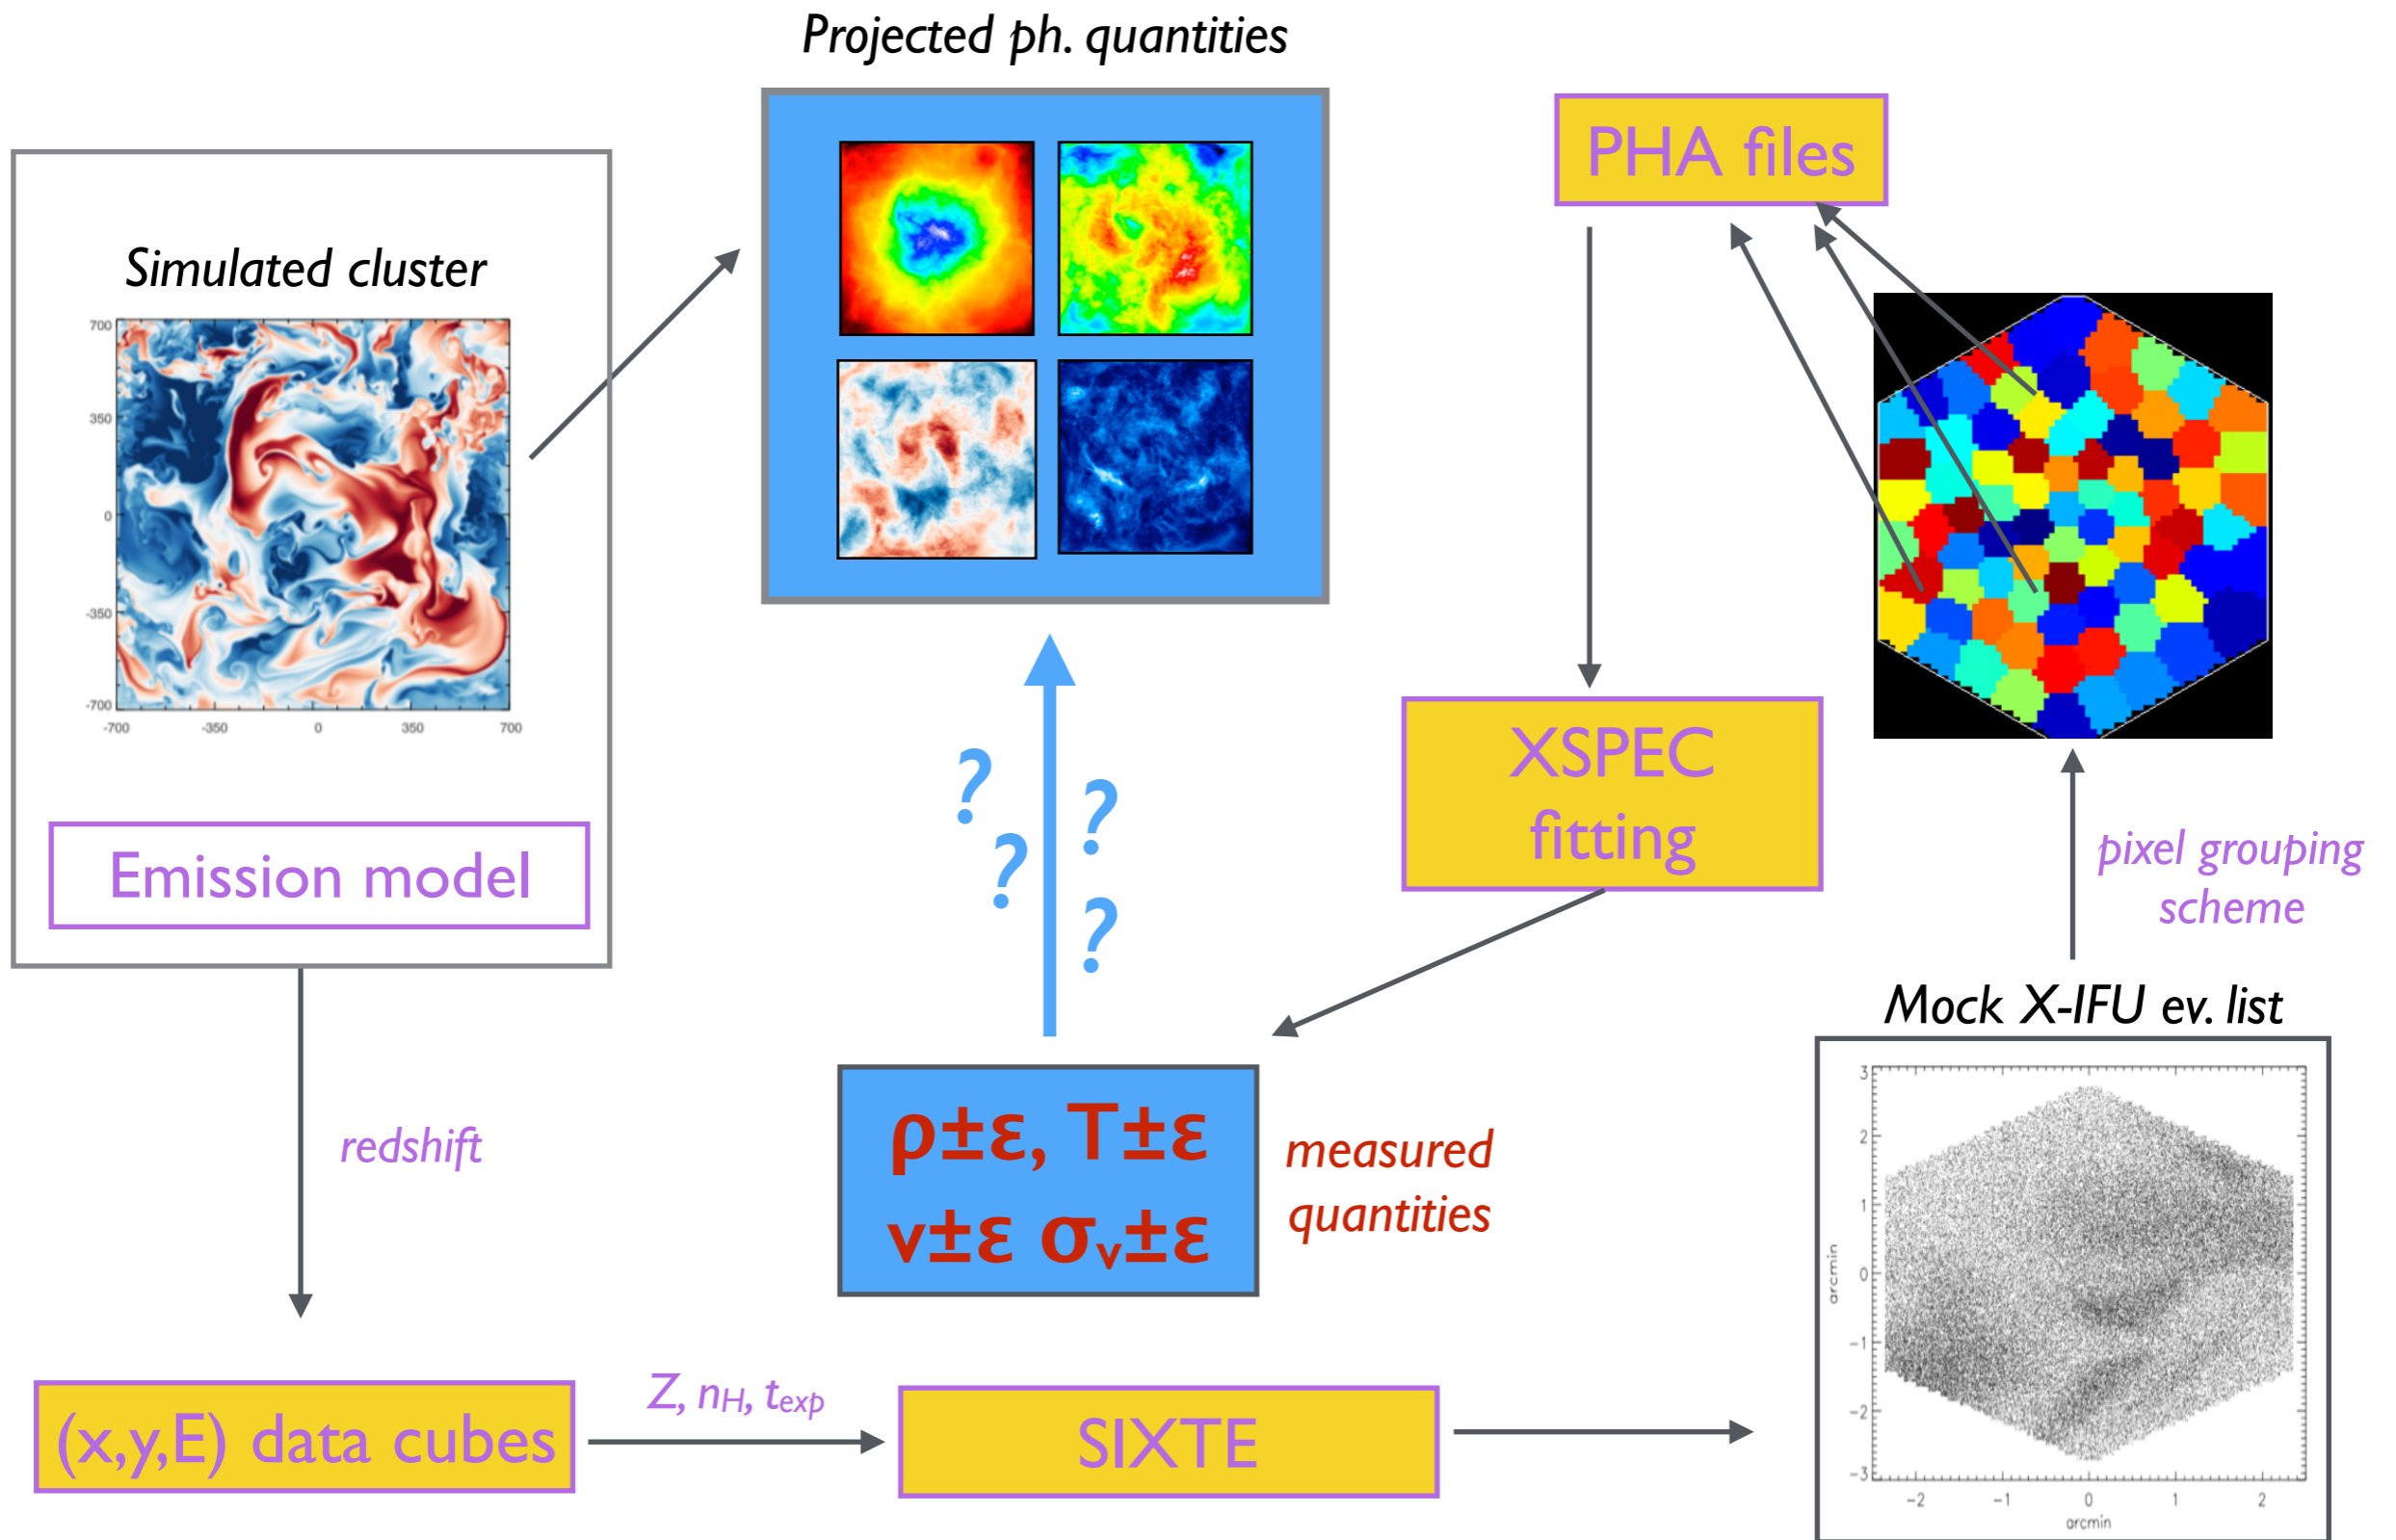 Projected ph. quantities
PHA files
Simulated cluster
700
350
0
-350
-700
-700
-350
0
350
700
Emission model
?
?
?
?
XSPEC
fitting
pixel grouping
scheme
Mock X-IFU ev. list
redshift
ρ±ε, T±ε
v±ε σᵥ±ε
measured
quantities
3
2
1
0
-1
-2
-3
arcmin
-2
-1
0
1
2
arcmin
(x,y,E) data cubes
Z, nH, texp
SIXTE